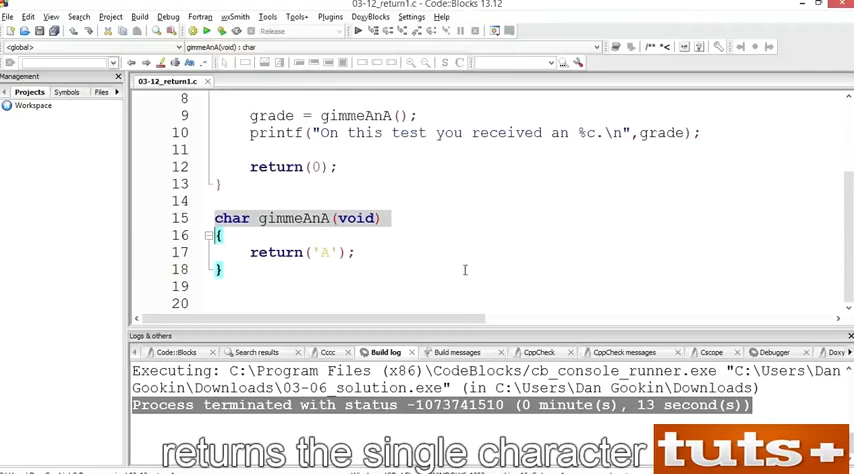 03-12_return1.c - Code::Blocks 13.12
File Edit View Search Project Build Debug Fortran wxSmith Tools Tools+ Plugins DoxyBlocks Settings Help
Release
<global> gimmeAnA(void) : char
/** *<
S C
Management
Projects Symbols Files
Workspace
03-12_return1.c
8
9 grade = gimmeAnA();
10 printf("On this test you received an %c.\n",grade);
11
12 return(0);
13 }
14
15 char gimmeAnA(void)
16 {
17 return('A');
18 }
19
20
Logs & others
Code::Blocks Search results Cccc Build log Build messages CppCheck CppCheck messages Cscope Debugger Doxy
Executing: C:\Program Files (x86)\CodeBlocks/cb_console_runner.exe "C:\Users\Dan
Gookin\Downloads\03-06_solution.exe" (in C:\Users\Dan Gookin\Downloads)
Process terminated with status -1073741510 (0 minute(s), 13 second(s))
returns the single character
tuts+